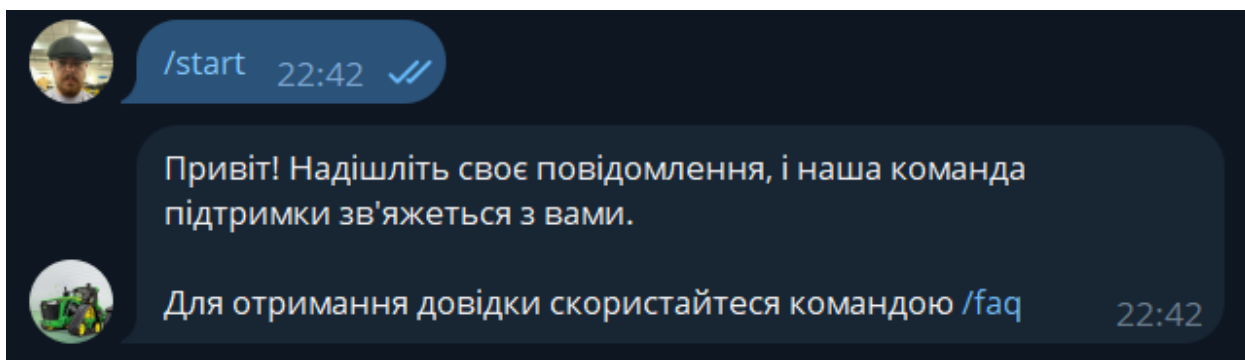 /start 22:42
Привіт! Надішліть своє повідомлення, і наша команда
підтримки зв'яжеться з вами.
Для отримання довідки скористайтеся командою /faq 22:42